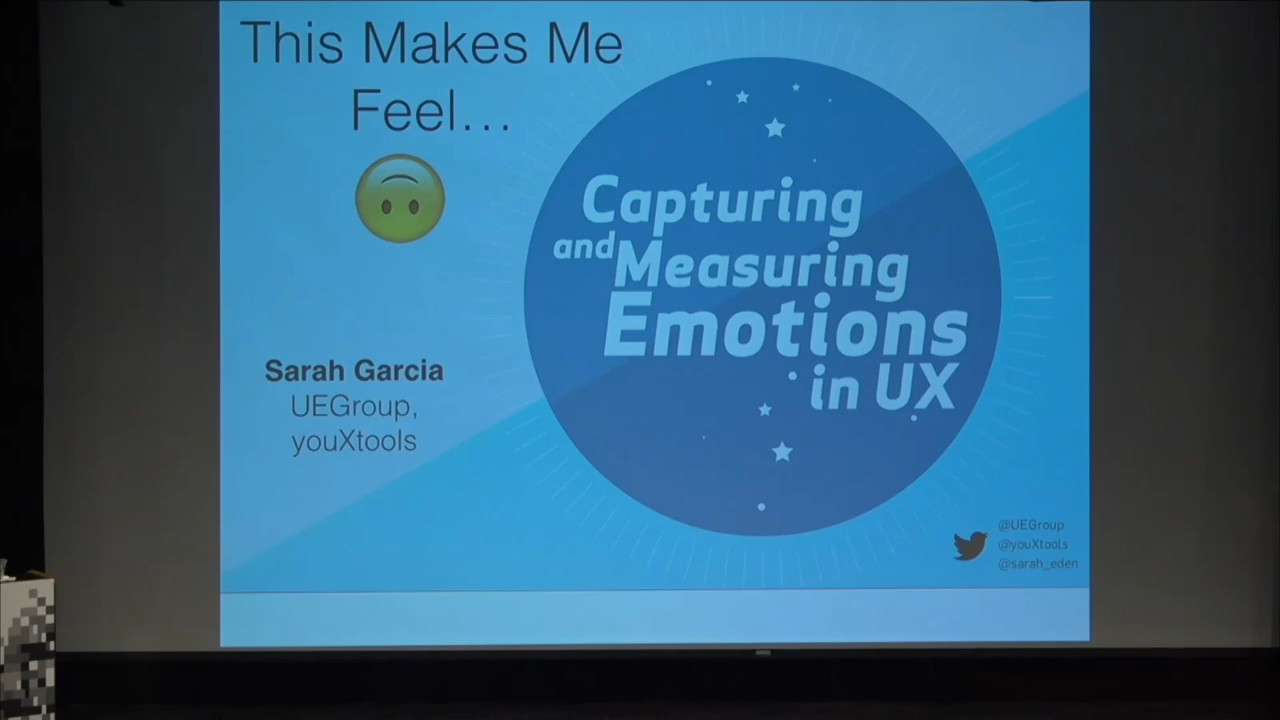 This Makes Me
Feel...
Capturing
and Measuring
Emotions
in UX
Sarah Garcia
UEGroup,
youXtools
@UEGroup
@youXtools
@sarah_eden